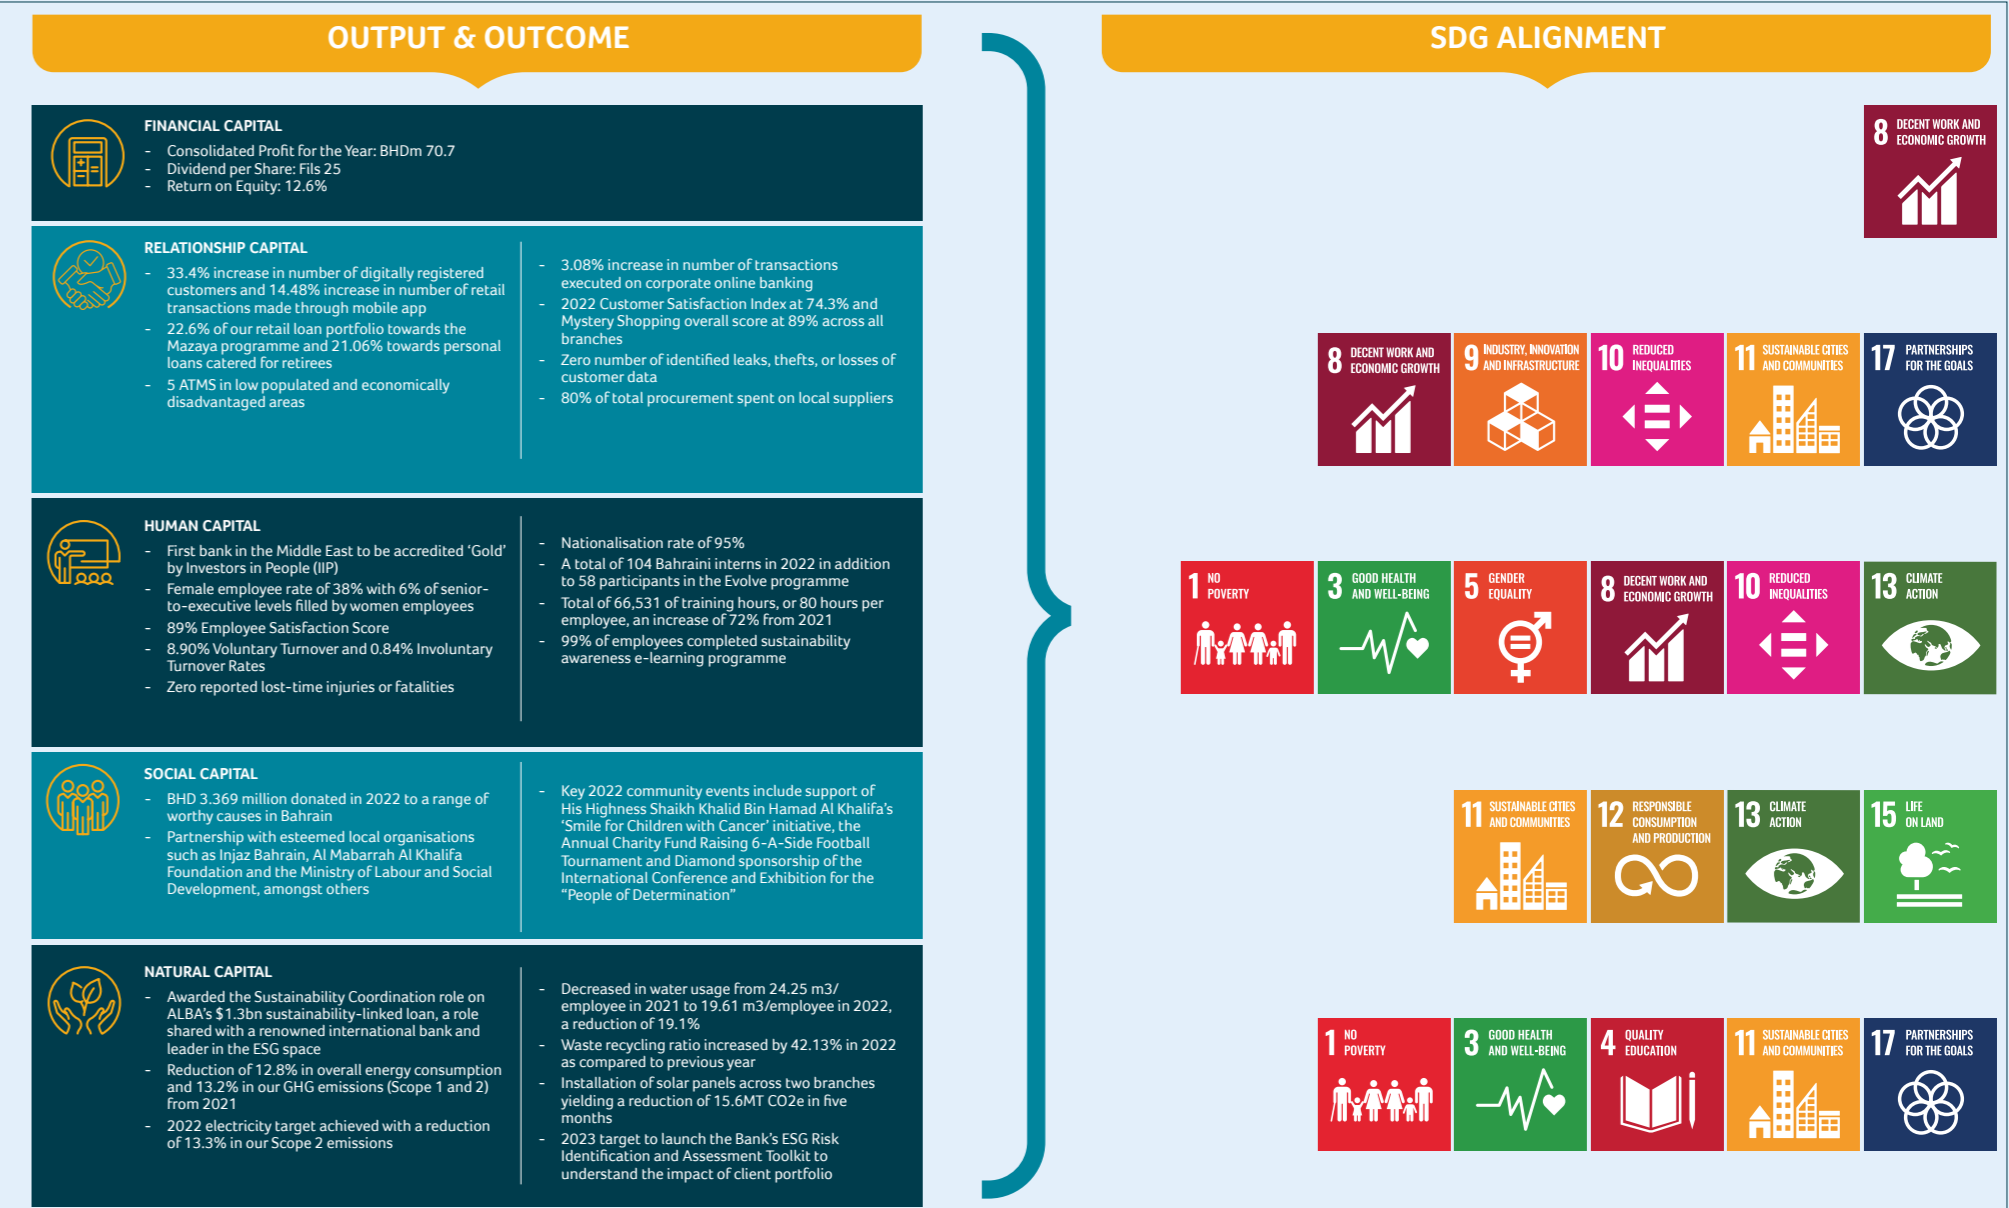 OUTPUT & OUTCOME
SDG ALIGNMENT
FINANCIAL CAPITAL
- Consolidated Profit for the Year: BHDm 70.7
- Dividend per Share: Fils 25
- Return on Equity: 12.6%
8 DECENT WORK AND
ECONOMIC GROWTH
RELATIONSHIP CAPITAL
- 33.4% increase in number of digitally registered
customers and 14.48% increase in number of retail
transactions made through mobile app
- 22.6% of our retail loan portfolio towards the
Mazaya programme and 21.06% towards personal
loans catered for retirees
- 5 ATMS in low populated and economically
disadvantaged areas
- 3.08% increase in number of transactions
executed on corporate online banking
- 2022 Customer Satisfaction Index at 74.3% and
Mystery Shopping overall score at 89% across all
branches
- Zero number of identified leaks, thefts, or losses of
customer data
- 80% of total procurement spent on local suppliers
8 DECENT WORK AND
ECONOMIC GROWTH
9 INDUSTRY, INNOVATION
AND INFRASTRUCTURE
10 REDUCED
INEQUALITIES
11 SUSTAINABLE CITIES
AND COMMUNITIES
17 PARTNERSHIPS
FOR THE GOALS
HUMAN CAPITAL
- First bank in the Middle East to be accredited ‘Gold’
by Investors in People (IIP)
- Female employee rate of 38% with 6% of senior-
to-executive levels filled by women employees
- 89% Employee Satisfaction Score
- 8.90% Voluntary Turnover and 0.84% Involuntary
Turnover Rates
- Zero reported lost-time injuries or fatalities
- Nationalisation rate of 95%
- A total of 104 Bahraini interns in 2022 in addition
to 58 participants in the Evolve programme
- Total of 66,531 of training hours, or 80 hours per
employee, an increase of 72% from 2021
- 99% of employees completed sustainability
awareness e-learning programme
1 NO
POVERTY
3 GOOD HEALTH
AND WELL-BEING
5 GENDER
EQUALITY
8 DECENT WORK AND
ECONOMIC GROWTH
10 REDUCED
INEQUALITIES
13 CLIMATE
ACTION
SOCIAL CAPITAL
- BHD 3.369 million donated in 2022 to a range of
worthy causes in Bahrain
- Partnership with esteemed local organisations
such as Injaz Bahrain, Al Mabarrah Al Khalifa
Foundation and the Ministry of Labour and Social
Development, amongst others
- Key 2022 community events include support of
His Highness Shaikh Khalid Bin Hamad Al Khalifa’s
‘Smile for Children with Cancer’ initiative, the
Annual Charity Fund Raising 6-A-Side Football
Tournament and Diamond sponsorship of the
International Conference and Exhibition for the
“People of Determination”
11 SUSTAINABLE CITIES
AND COMMUNITIES
12 RESPONSIBLE
CONSUMPTION
AND PRODUCTION
13 CLIMATE
ACTION
15 LIFE
ON LAND
NATURAL CAPITAL
- Awarded the Sustainability Coordination role on
ALBA’s $1.3bn sustainability-linked loan, a role
shared with a renowned international bank and
leader in the ESG space
- Reduction of 12.8% in overall energy consumption
and 13.2% in our GHG emissions (Scope 1 and 2)
from 2021
- 2022 electricity target achieved with a reduction
of 13.3% in our Scope 2 emissions
- Decreased in water usage from 24.25 m3/
employee in 2021 to 19.61 m3/employee in 2022,
a reduction of 19.1%
- Waste recycling ratio increased by 42.13% in 2022
as compared to previous year
- Installation of solar panels across two branches
yielding a reduction of 15.6MT CO2e in five
months
- 2023 target to launch the Bank’s ESG Risk
Identification and Assessment Toolkit to
understand the impact of client portfolio
1 NO
POVERTY
3 GOOD HEALTH
AND WELL-BEING
4 QUALITY
EDUCATION
11 SUSTAINABLE CITIES
AND COMMUNITIES
17 PARTNERSHIPS
FOR THE GOALS